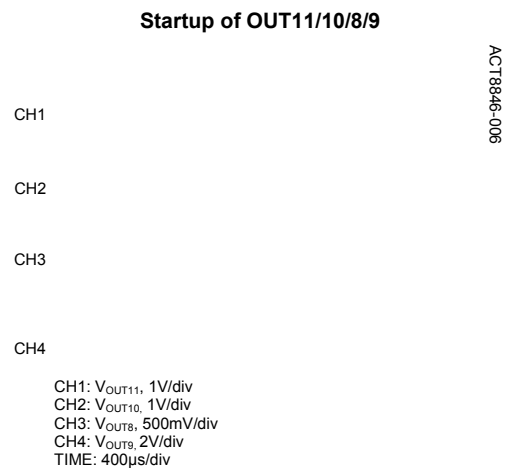 Startup of OUT11/10/8/9
ACT8846-006
CH1
CH2
CH3
CH4
CH1: VOUT11, 1V/div
CH2: VOUT10, 1V/div
CH3: VOUT8, 500mV/div
CH4: VOUT9, 2V/div
TIME: 400µs/div